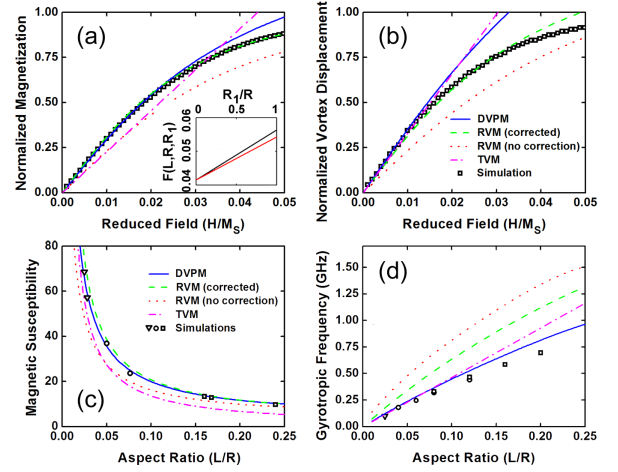 Normalized Magnetization
1.00
0.75
0.50
0.25
0.00
(a)
R1/R
0 0.5 1
F(L,R,R1)
0.06
0.05
0.04
0.00 0.01 0.02 0.03 0.04 0.05
Reduced Field (H/MS)
Normalized Vortex Displacement
1.00
0.75
0.50
0.25
0.00
(b)
DVPM
RVM (corrected)
RVM (no correction)
TVM
Simulation
0.00 0.01 0.02 0.03 0.04 0.05
Reduced Field (H/MS)
Magnetic Susceptibility
80
60
40
20
0
DVPM
RVM (corrected)
RVM (no correction)
TVM
Simulations
(c)
0.00 0.05 0.10 0.15 0.20 0.25
Aspect Ratio (L/R)
Gyrotropic Frequency (GHz)
1.50
1.25
1.00
0.75
0.50
0.25
0.00
(d)
0.00 0.05 0.10 0.15 0.20 0.25
Aspect Ratio (L/R)